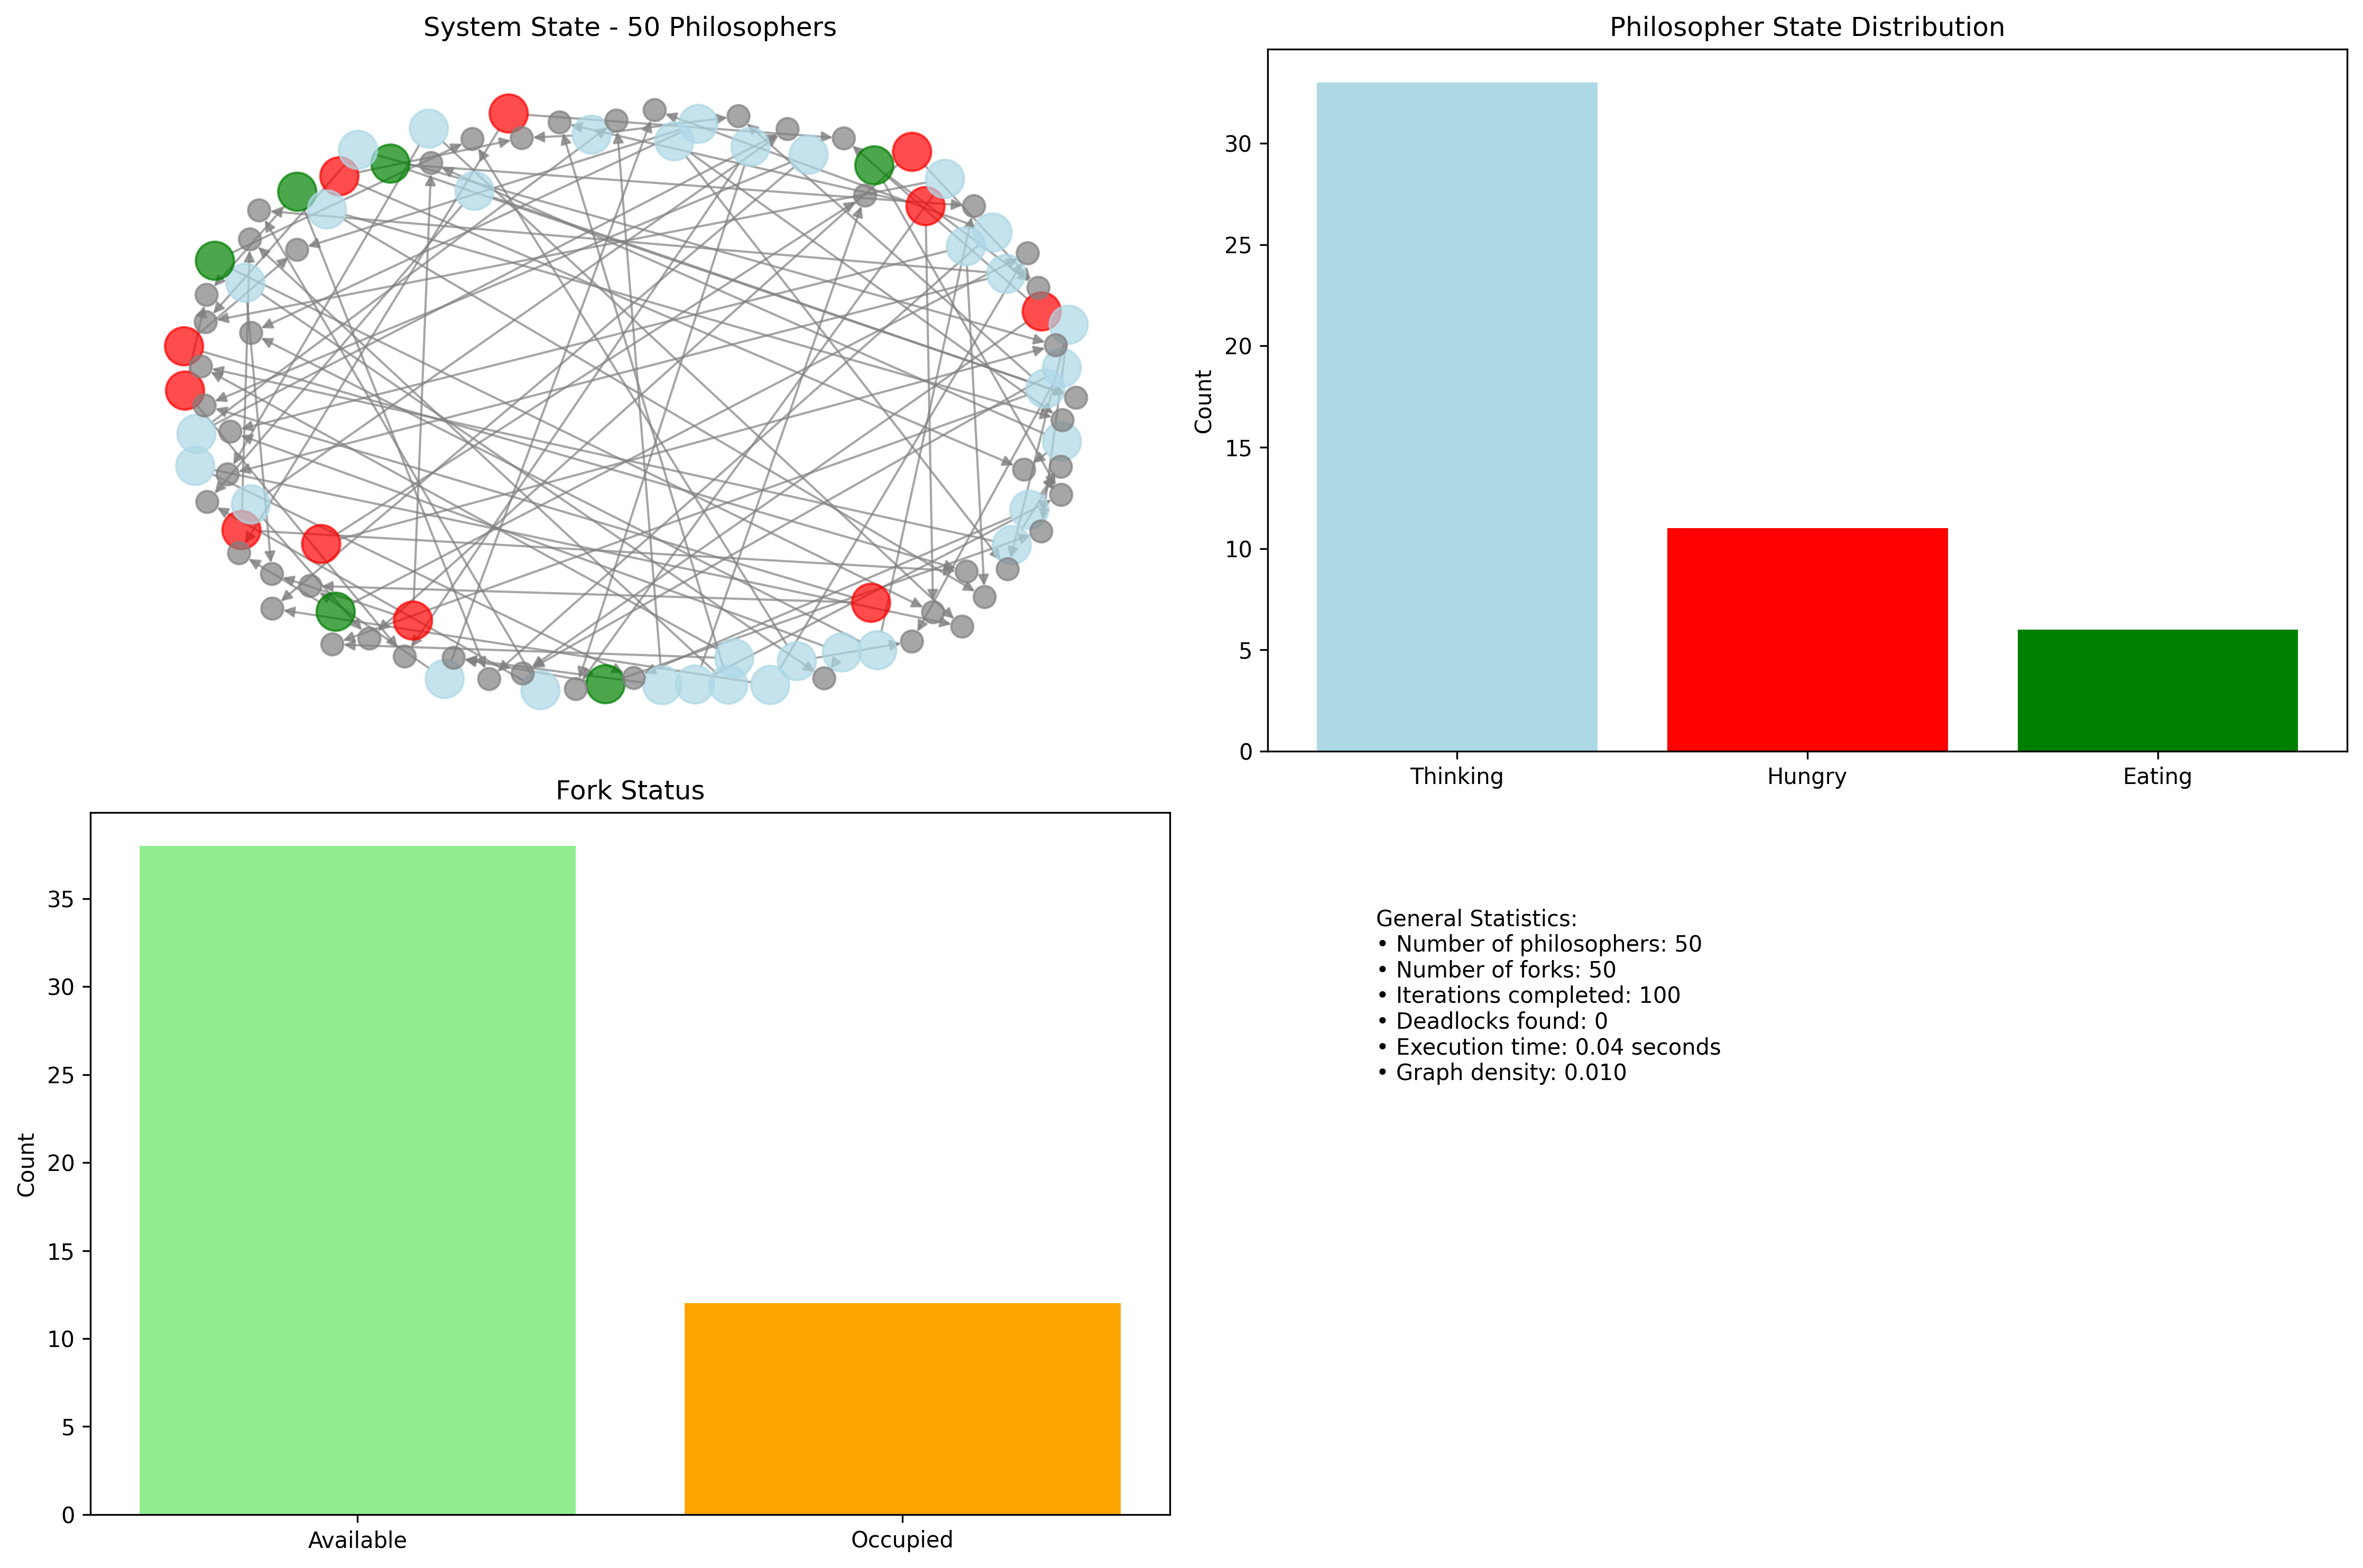 System State - 50 Philosophers
Philosopher State Distribution
30
25
20
15
10
5
0
Count
Thinking
Hungry
Eating
Fork Status
35
30
25
20
15
10
5
0
Count
Available
Occupied
General Statistics:
• Number of philosophers: 50
• Number of forks: 50
• Iterations completed: 100
• Deadlocks found: 0
• Execution time: 0.04 seconds
• Graph density: 0.010